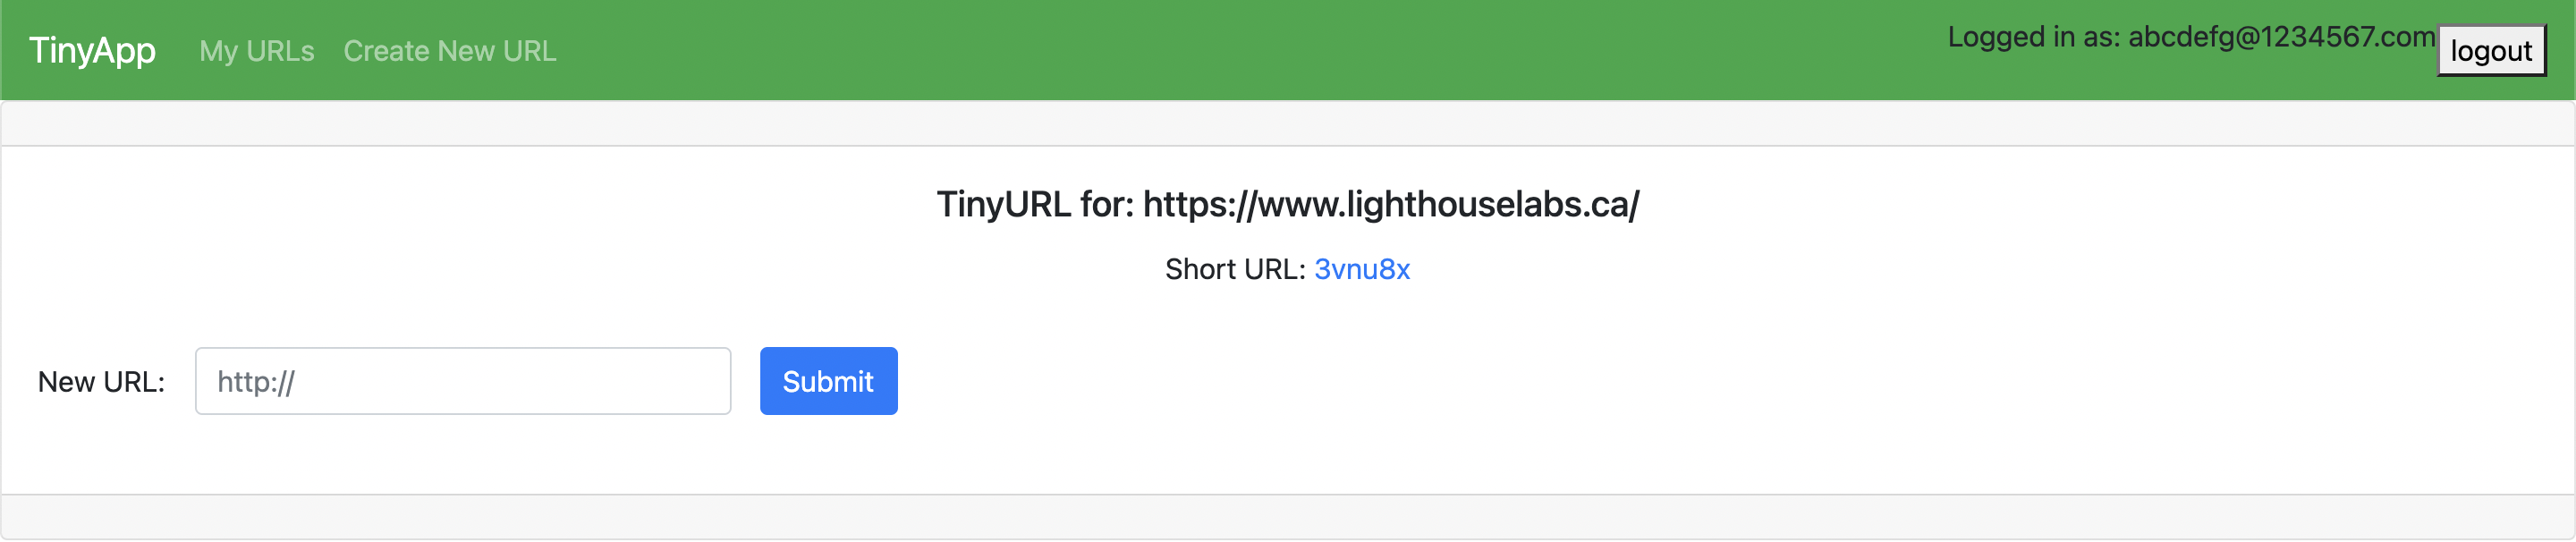 TinyApp My URLs Create New URL Logged in as: abcdefg@1234567.com logout
TinyURL for: https://www.lighthouselabs.ca/
Short URL: 3vnu8x
New URL: http:// Submit